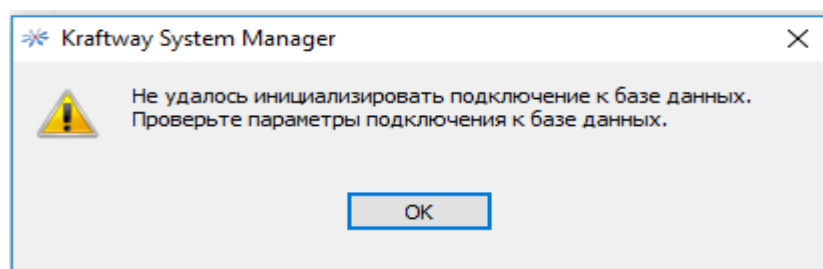 Kraftway System Manager
Не удалось инициализировать подключение к базе данных.
Проверьте параметры подключения к базе данных.
OK